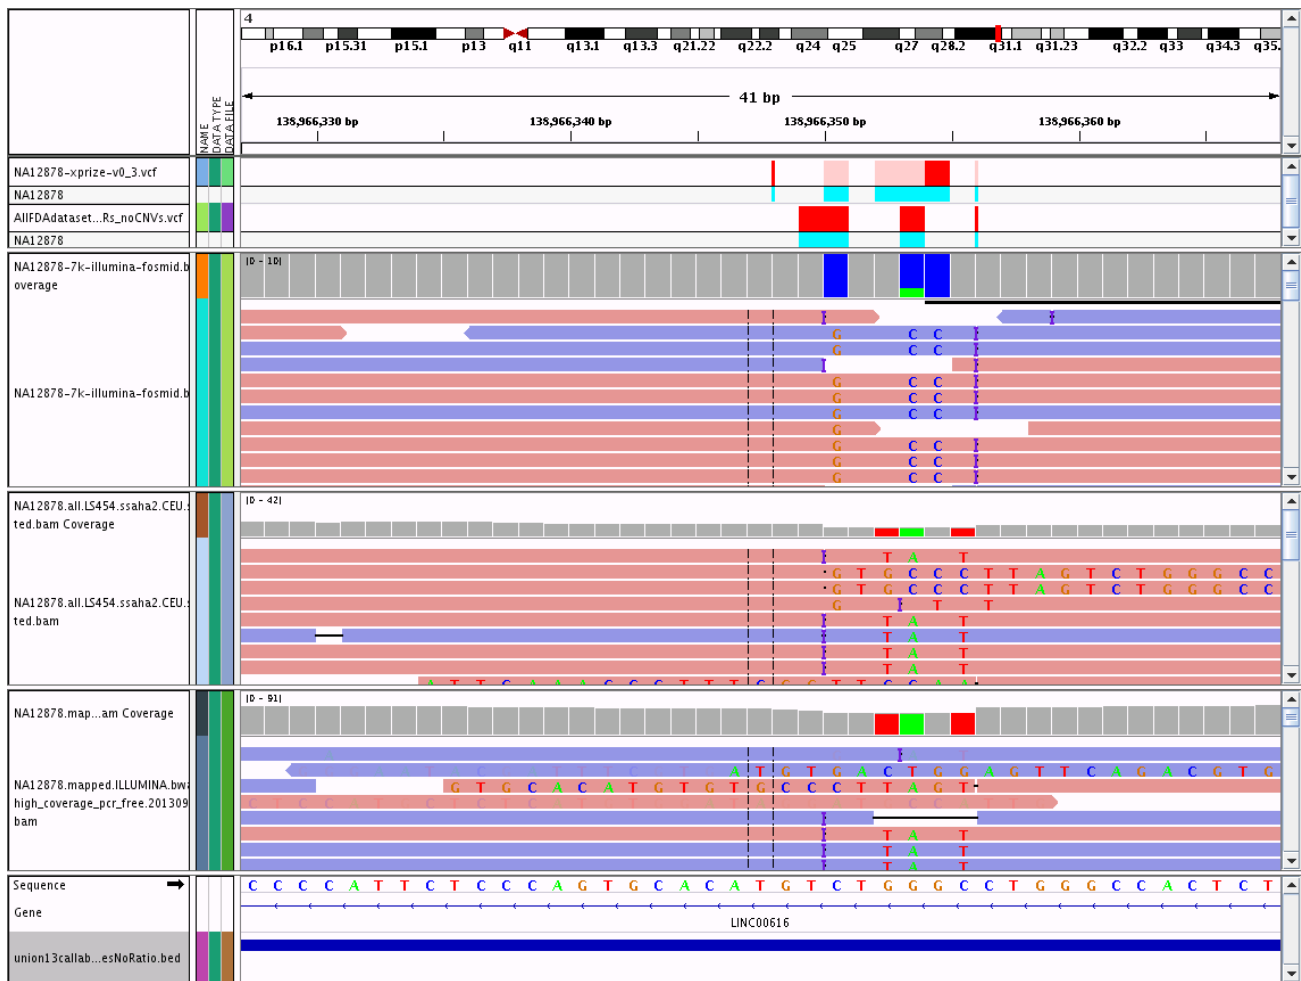 4
p16.1 p15.31 p15.1 p13 q11 q13.1 q13.3 q21.22 q22.2 q24 q25 q27 q28.2 q31.1 q31.23 q32.2 q33 q34.3 q35.
41 bp
138,966,330 bp 138,966,340 bp 138,966,350 bp 138,966,360 bp
NAME
DATA TYPE
DATA FILE
NA12878-xprize-v0_3.vcf
NA12878
AllFDAdataset...Rs_noCNVs.vcf
NA12878
NA12878-7k-illumina-fosmid.b
overage
[0 - 10]
G C C
G C C
NA12878-7k-illumina-fosmid.b
G C C
G C C
G C C
G
G C C
G C C
G C C
NA12878.all.LS454.ssaha2.CEU.s
ted.bam Coverage
[0 - 42]
T A T
G T G C C C T T A G T C T G G G C C
G T G C C C T T A G T C T G G G C C
NA12878.all.LS454.ssaha2.CEU.s
ted.bam
G T T
T A T
T A T
T A T
T A T
NA12878.map...am Coverage
[0 - 91]
A T G T G A C T G G A G T T C A G A C G T G
NA12878.mapped.ILLUMINA.bwa
high_coverage_pcr_free.201309
bam
G T G C A C A T G T G T G C C C T T A G T
T A T
T A T
T A T
Sequence
C C C C A T T C T C C C A G T G C A C A T G T C T G G G C C T G G G C C A C T C T
Gene
LINC00616
union13callab...esNoRatio.bed